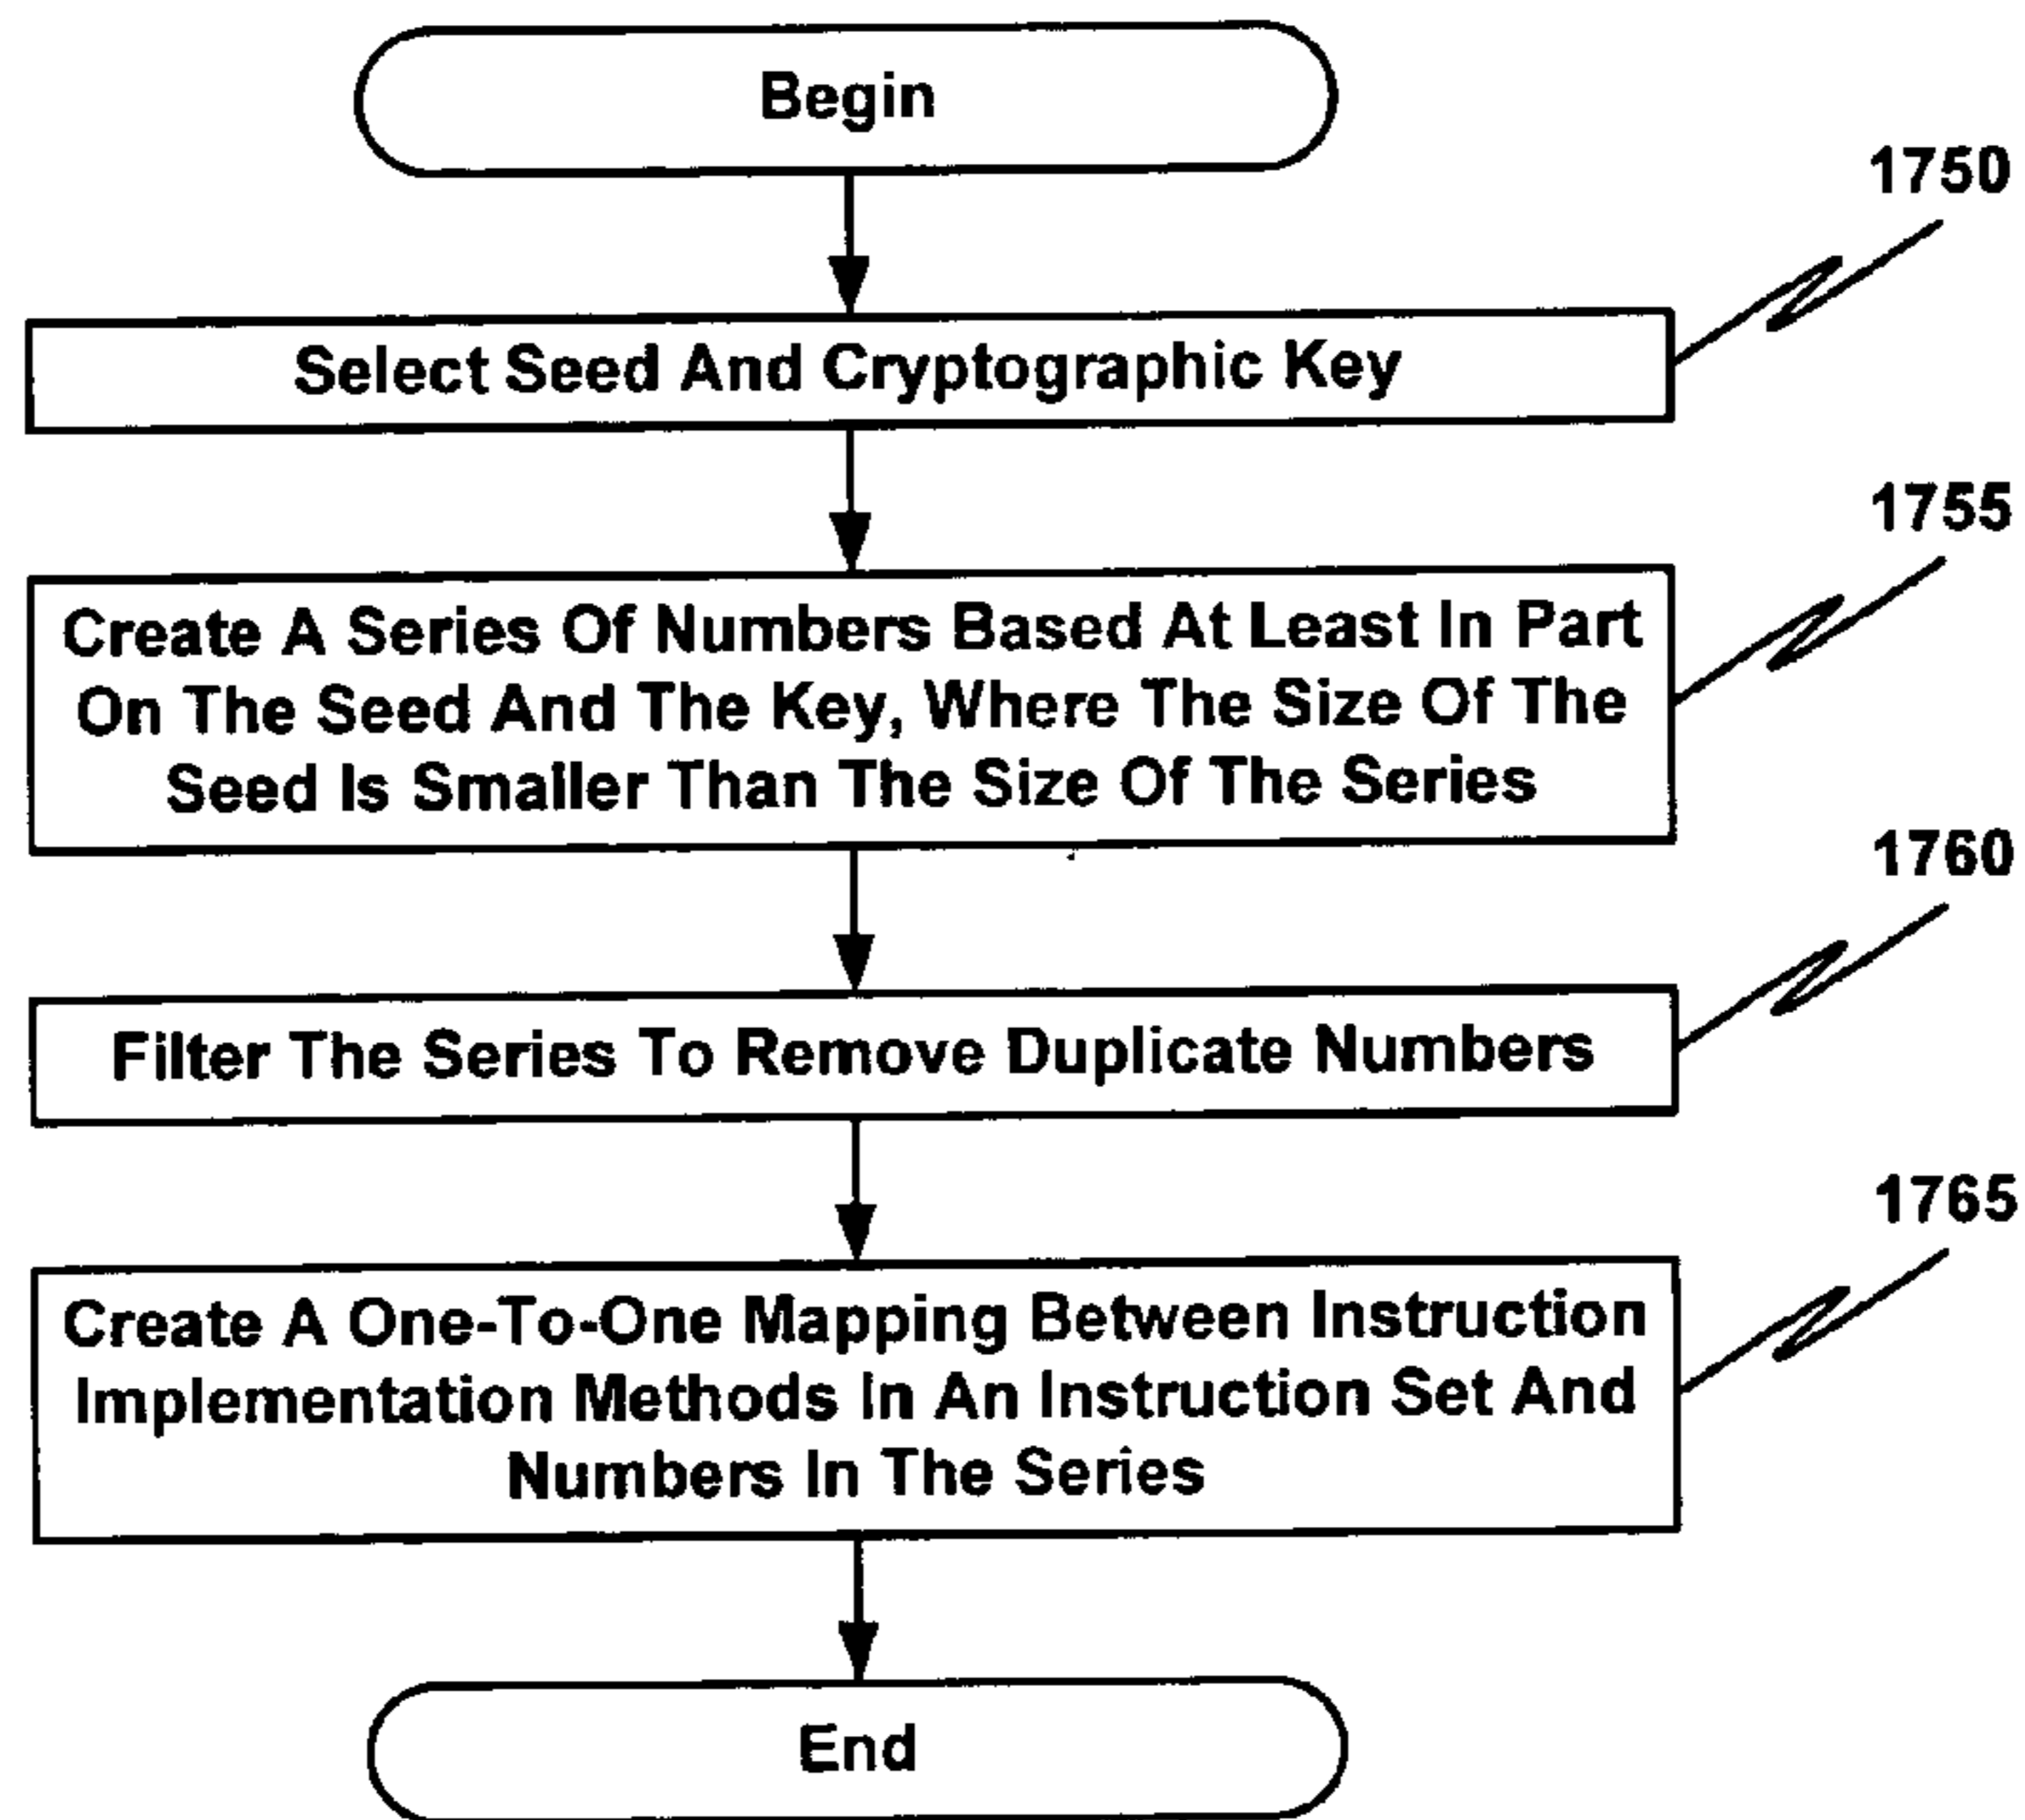 Begin
1750
Select Seed And Cryptographic Key
1755
Create A Series Of Numbers Based At Least In Part
On The Seed And The Key, Where The Size Of The
Seed Is Smaller Than The Size Of The Series
1760
Filter The Series To Remove Duplicate Numbers
1765
Create A One-To-One Mapping Between Instruction
Implementation Methods In An Instruction Set And
Numbers In The Series
End